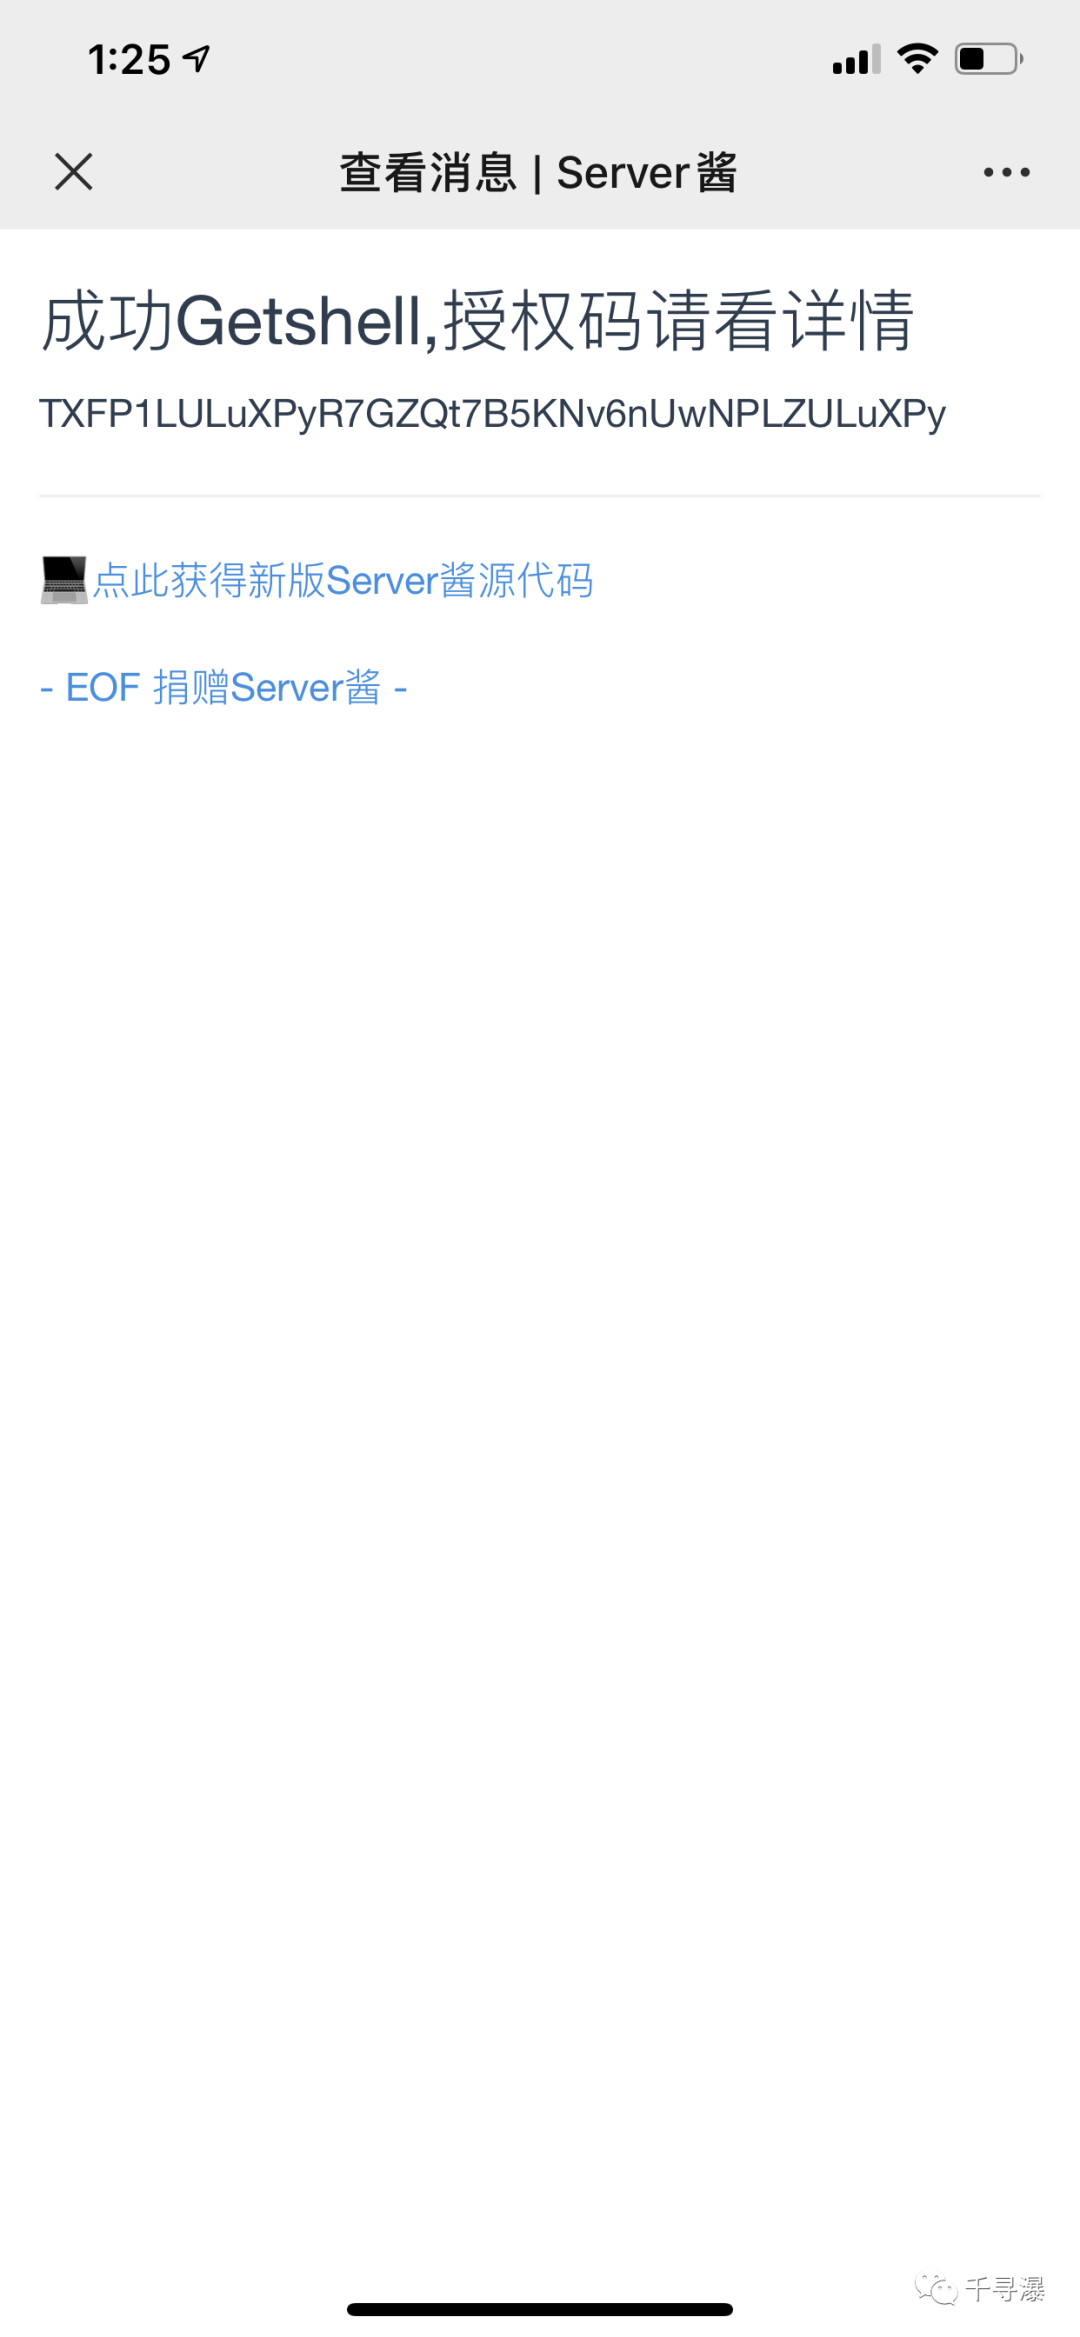 1:25
查看消息 | Server酱
成功Getshell,授权码请看详情
TXFP1LULuXPyR7GZQt7B5KNv6nUwNPLZULuXPy
点此获得新版Server酱源代码
- EOF 捐赠Server酱 -
千寻瀑